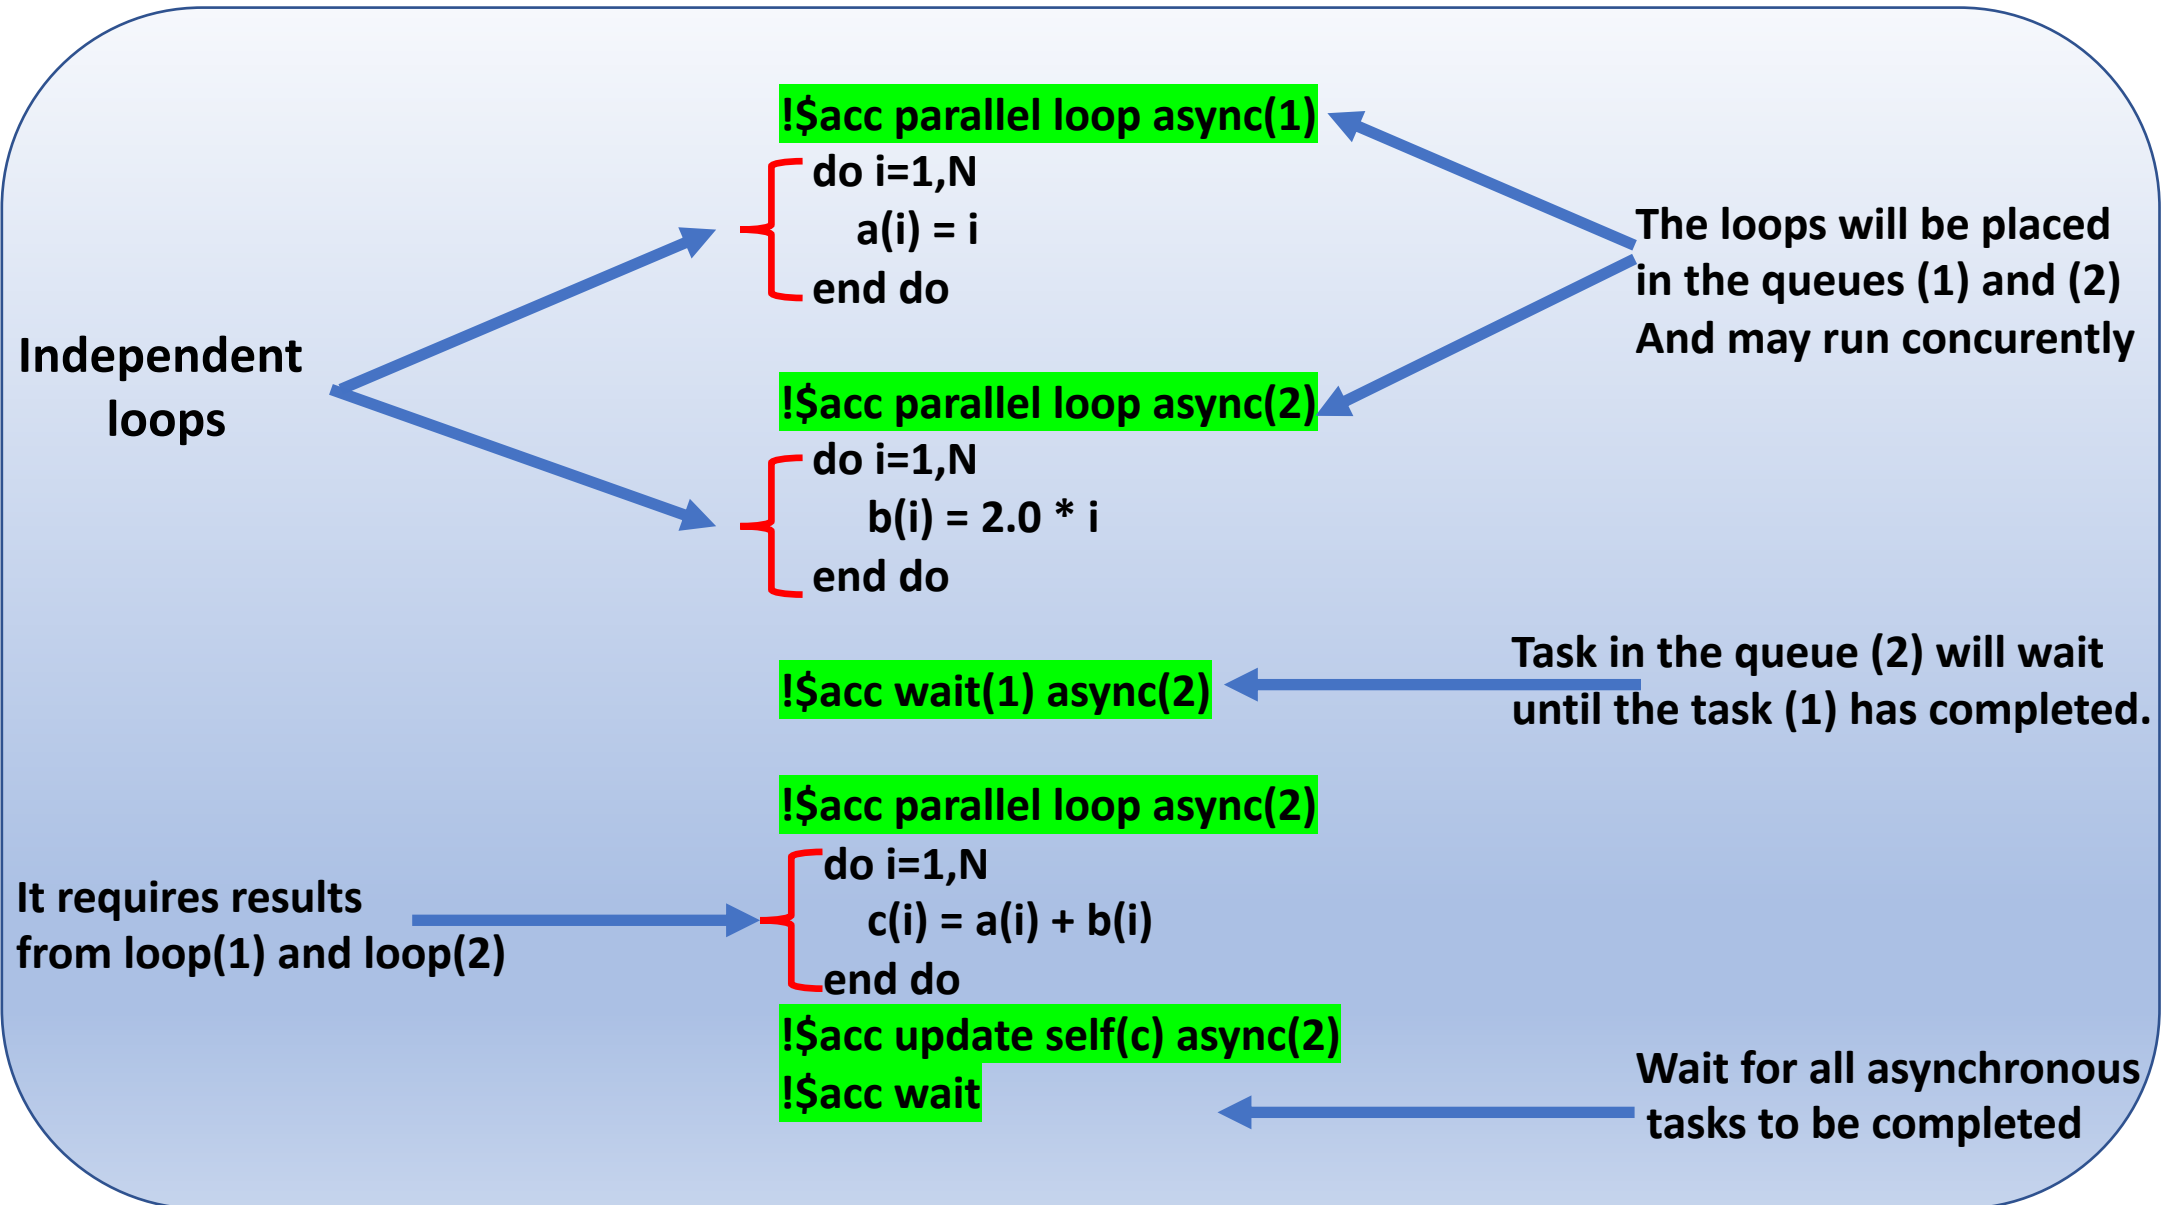 !$acc parallel loop async(1)
do i=1,N
a(i) = i
end do
The loops will be placed
in the queues (1) and (2)
And may run concurently
Independent
loops
!$acc parallel loop async(2)
do i=1,N
b(i) = 2.0 * i
end do
!$acc wait(1) async(2)
Task in the queue (2) will wait
until the task (1) has completed.
!$acc parallel loop async(2)
do i=1,N
c(i) = a(i) + b(i)
end do
It requires results
from loop(1) and loop(2)
!$acc update self(c) async(2)
!$acc wait
Wait for all asynchronous
tasks to be completed